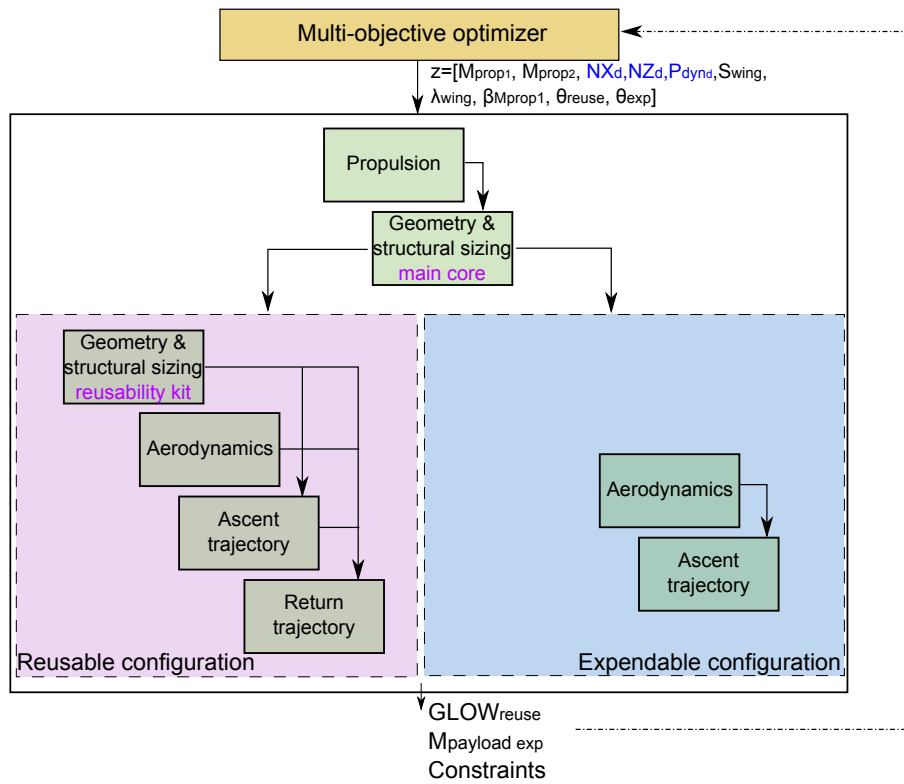 Multi-objective optimizer
z=[Mprop1, Mprop2, NXd,NZd,Pdynd,Swing,
λwing, βMprop1, θreuse, θexp]
Propulsion
Geometry &
structural sizing
main core
Geometry &
structural sizing
reusability kit
Aerodynamics
Ascent
trajectory
Return
trajectory
Reusable configuration
Aerodynamics
Ascent
trajectory
Expendable configuration
GLOWreuse
Mpayload exp
Constraints